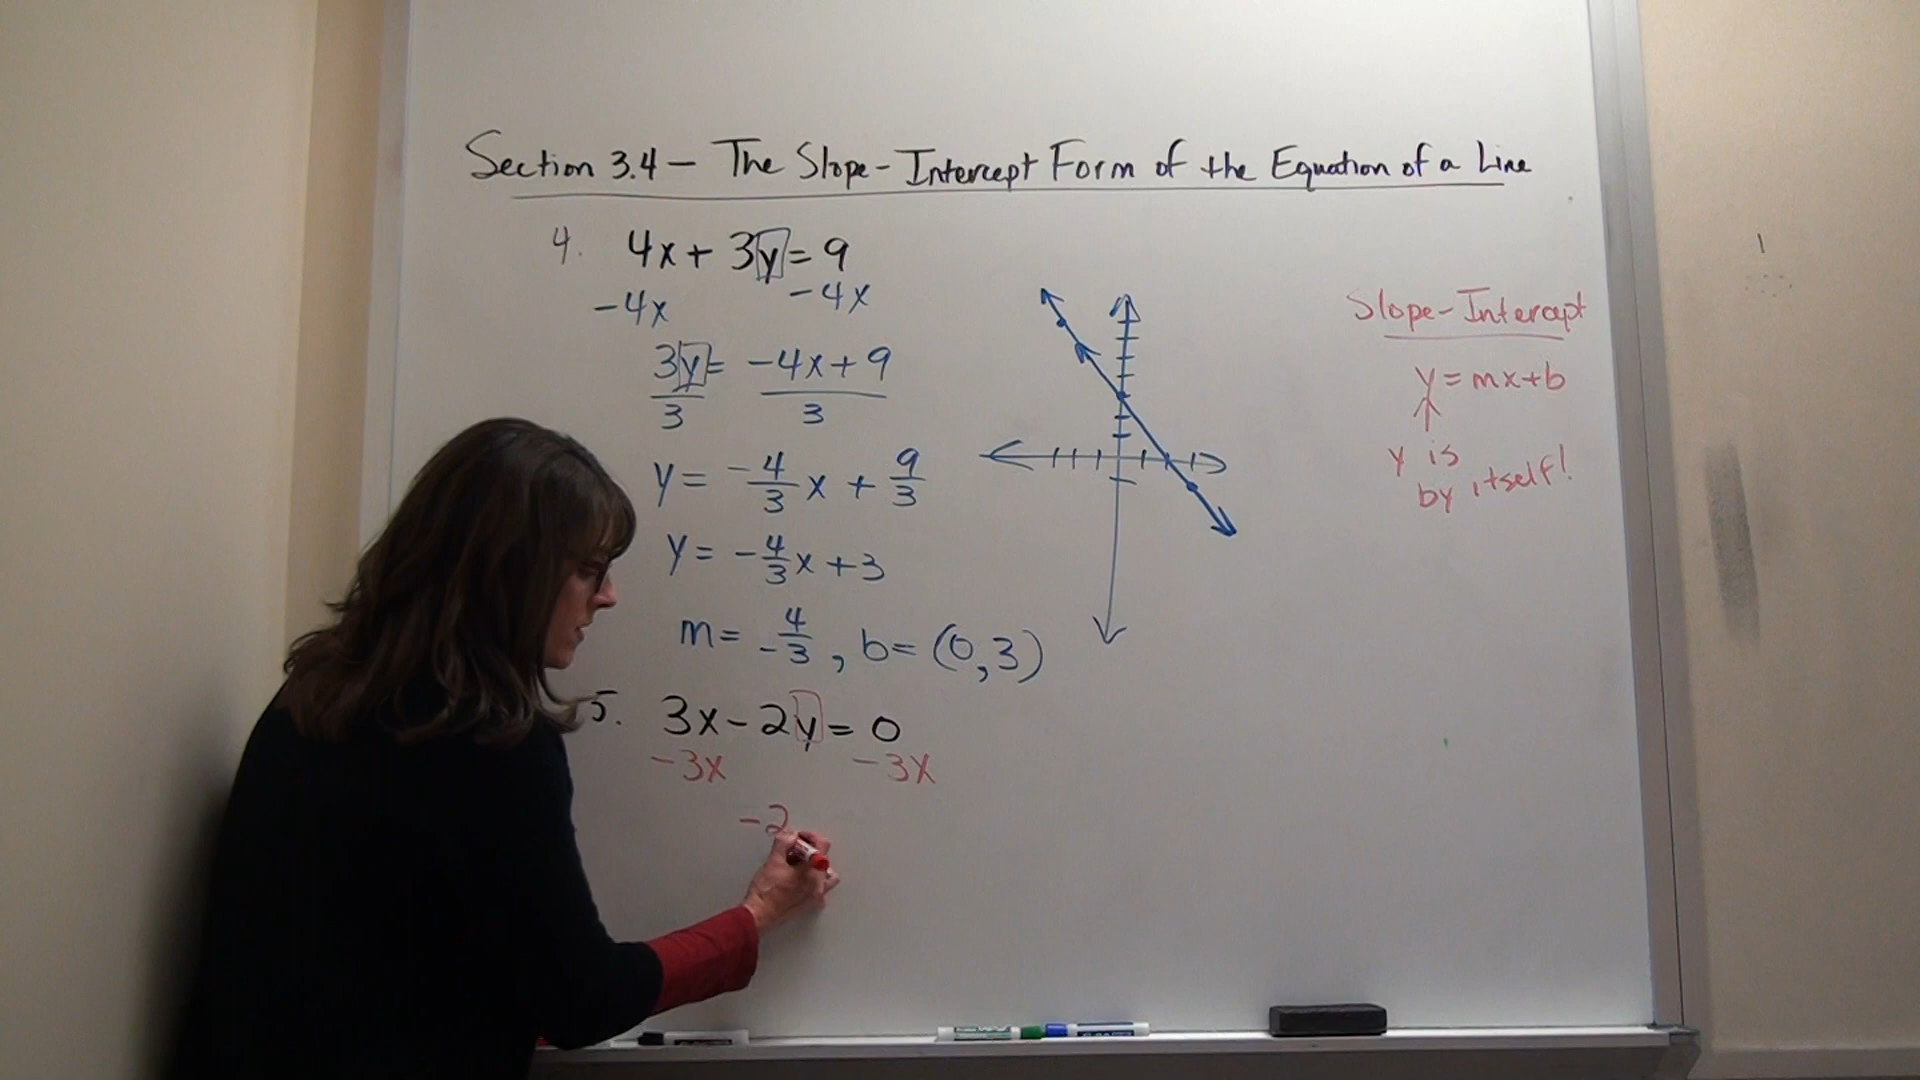 Section 3.4 – The Slope-Intercept Form of the Equation of a Line
4. 4x + 3y = 9
-4x -4x
3y = -4x + 9
3 3
y = -4/3 x + 9/3
y = -4/3 x + 3
m = -4/3, b = (0,3)
5. 3x - 2y = 0
-3x -3x
-2
Slope-Intercept
y = mx+b
y is
by itself!